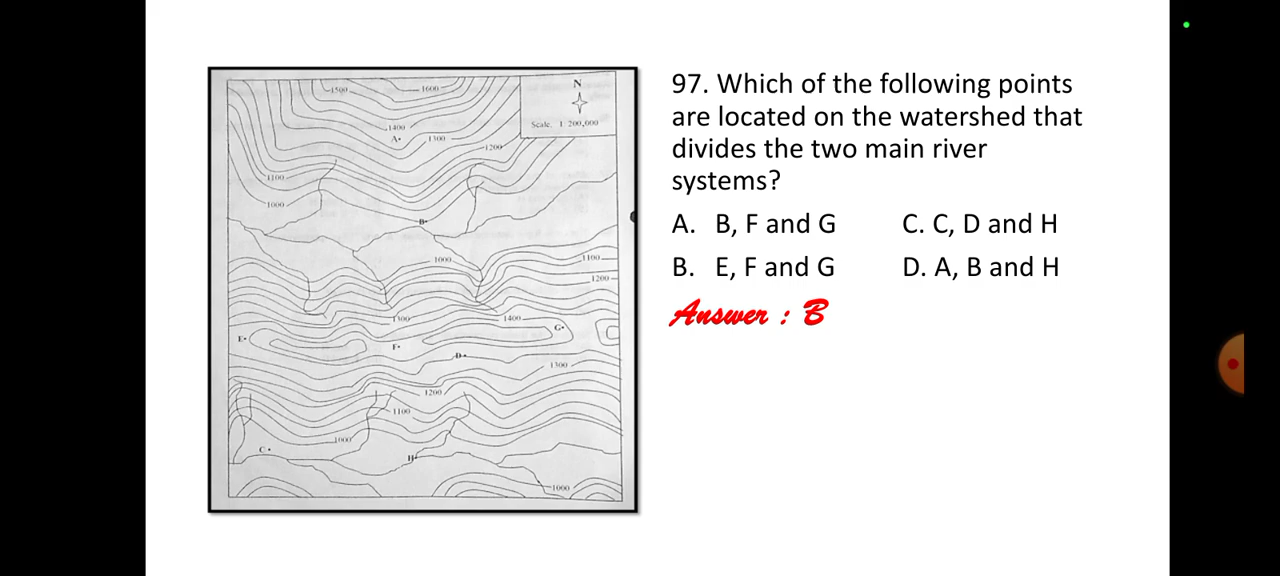 1500
1600
N
Scale, 1 200,000
1400
A
1300
1200
1100
1000
B
1000
1100
1200
1300
1400
G
E
F
D
1300
1200
1100
1000
C
H
1000
97. Which of the following points
are located on the watershed that
divides the two main river
systems?
A. B, F and G C. C, D and H
B. E, F and G D. A, B and H
Answer : B